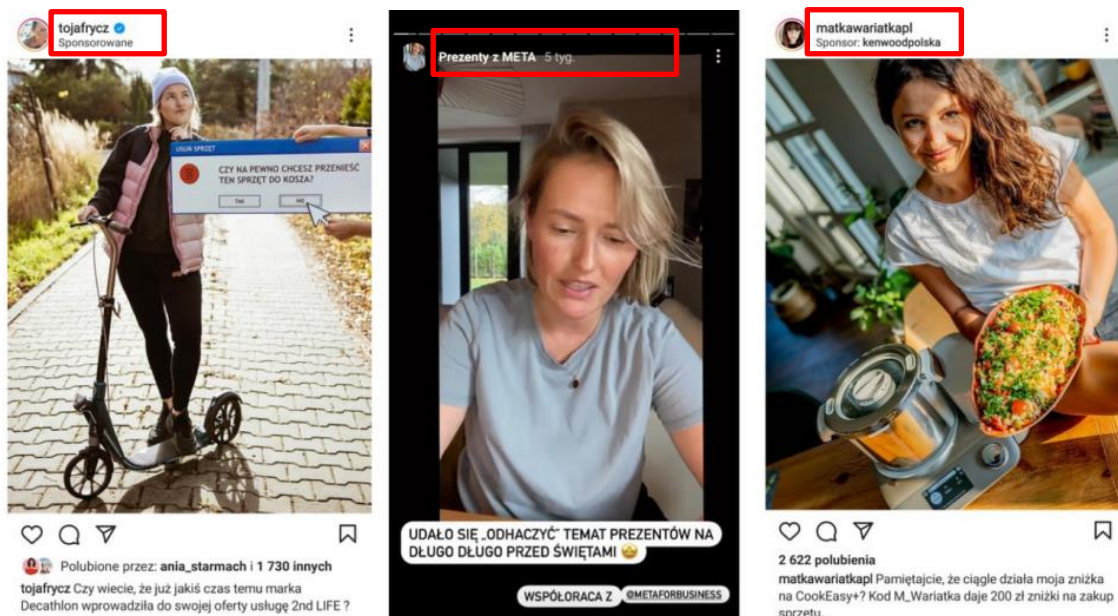 tojafrycz
Sponsorowane
USUŃ SPRZĘT
CZY NA PEWNO CHCESZ PRZENIEŚĆ
TEN SPRZĘT DO KOSZA?
TAK
NIE
Polubione przez: ania_starmach i 1 730 innych
tojafrycz Czy wiecie, że już jakiś czas temu marka
Decathlon wprowadziła do swojej oferty usługę 2nd LIFE ?
Prezenty z META 5 tyg.
UDAŁO SIĘ „ODHACZYĆ” TEMAT PREZENTÓW NA
DŁUGO DŁUGO PRZED ŚWIĘTAMI 🤩
WSPÓŁORACA Z @METAFORBUSINESS
matkawariatkapl
Sponsor: kenwoodpolska
2 622 polubienia
matkawariatkapl Pamiętajcie, że ciągle działa moja zniżka
na CookEasy+? Kod M_Wariatka daje 200 zł zniżki na zakup
sprzętu.